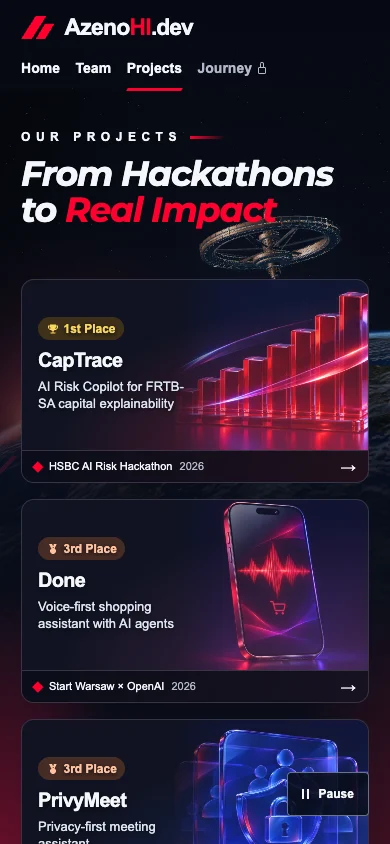 AzenoHI.dev
Home Team Projects Journey
OUR PROJECTS
From Hackathons
to Real Impact
1st Place
CapTrace
AI Risk Copilot for FRTB-
SA capital explainability
HSBC AI Risk Hackathon 2026 →
3rd Place
Done
Voice-first shopping
assistant with AI agents
Start Warsaw × OpenAI 2026 →
3rd Place
PrivyMeet
Privacy-first meeting
assistant
Pause